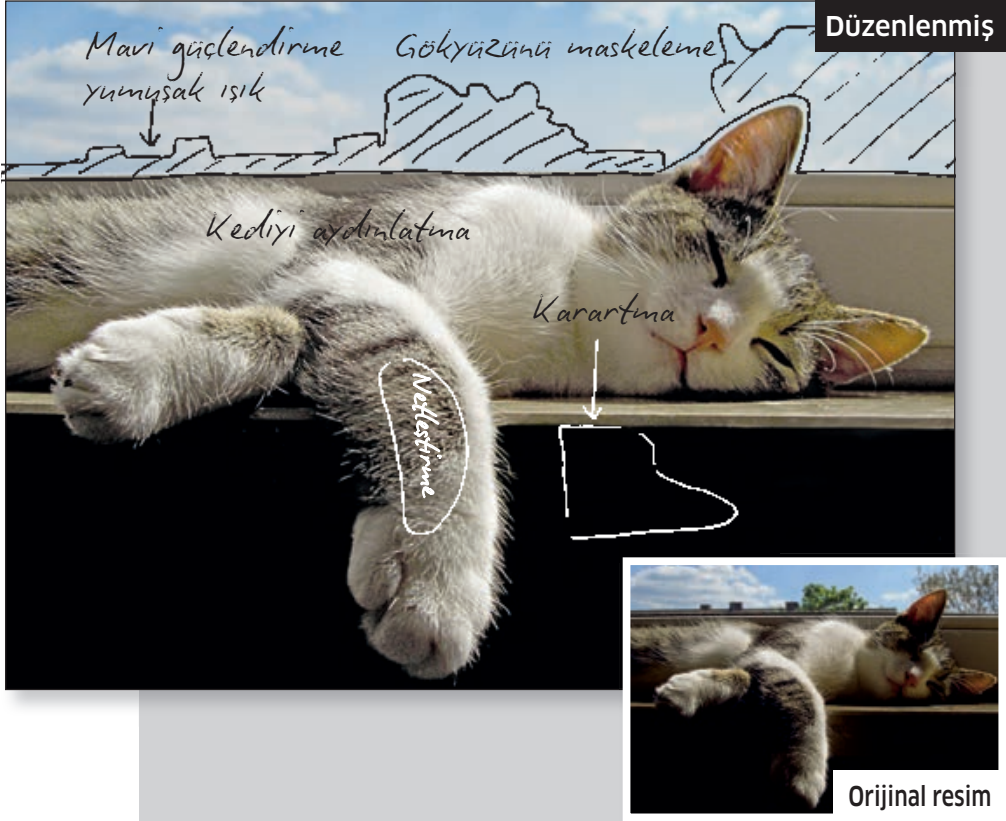 Düzenlenmiş
Mavi güçlendirme
yumuşak ışık
Gökyüzünü maskeleme
Kediyi aydınlatma
Karartma
Netleştirme
Orijinal resim